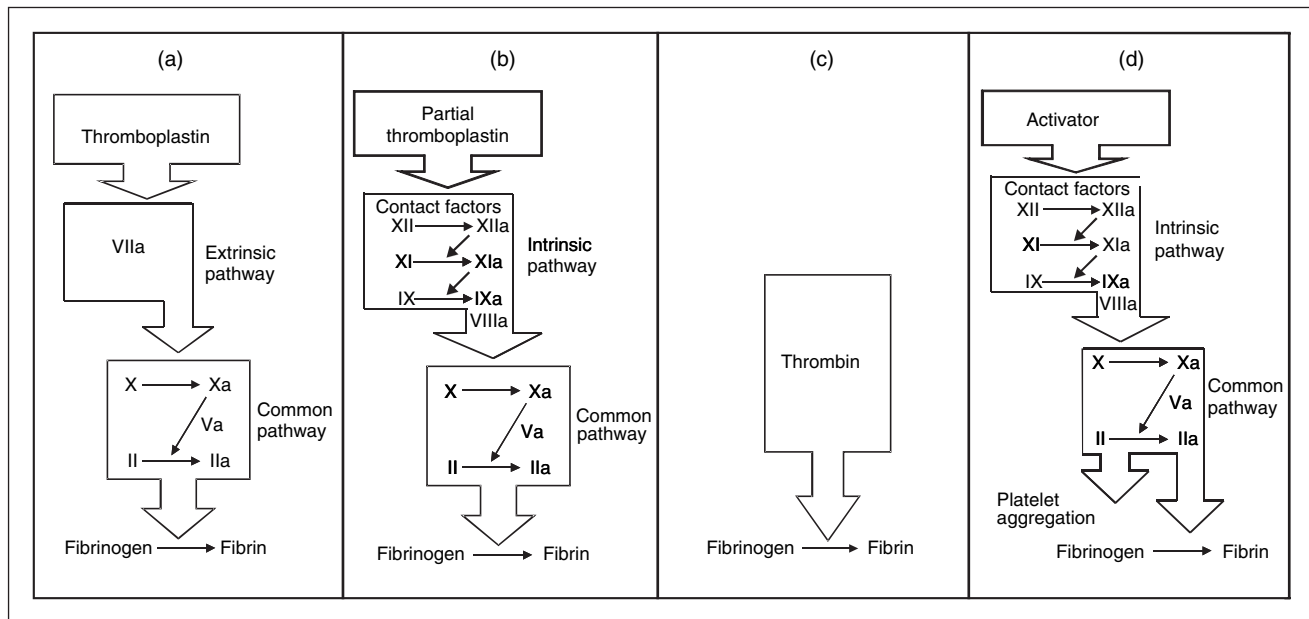 (a)
Thromboplastin
VIIa
Extrinsic
pathway
X Xa
Va
II IIa
Common
pathway
Fibrinogen Fibrin
(b)
Partial
thromboplastin
Contact factors
XII XIIa
XI XIa
IX IXa
VIIIa
Intrinsic
pathway
X Xa
Va
II IIa
Common
pathway
Fibrinogen Fibrin
(c)
Thrombin
Fibrinogen Fibrin
(d)
Activator
Contact factors
XII XIIa
XI XIa
IX IXa
VIIIa
Intrinsic
pathway
X Xa
Va
II IIa
Common
pathway
Platelet
aggregation
Fibrinogen Fibrin